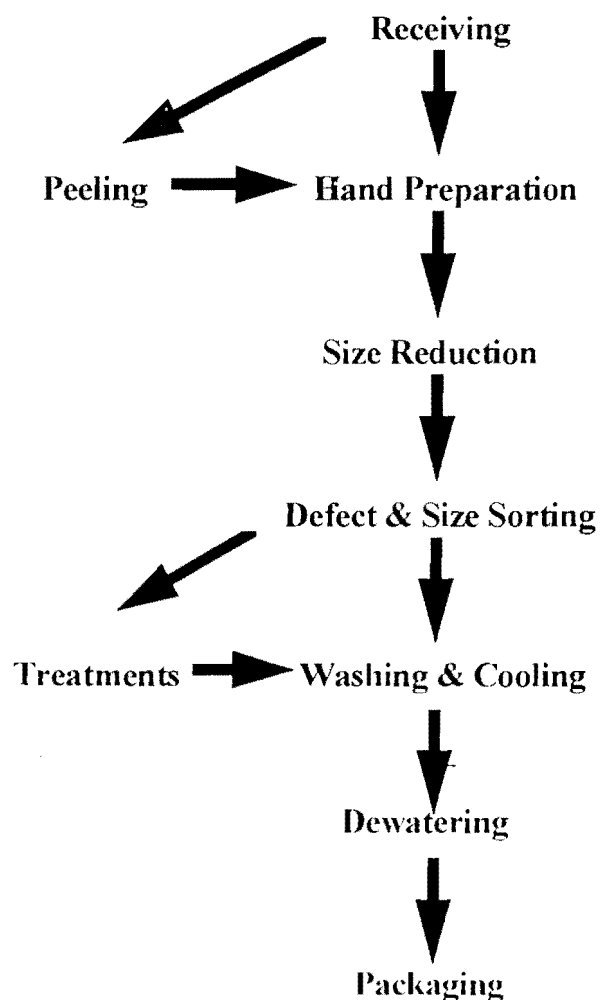 Receiving
Peeling
Hand Preparation
Size Reduction
Defect & Size Sorting
Treatments
Washing & Cooling
Dewatering
Packaging